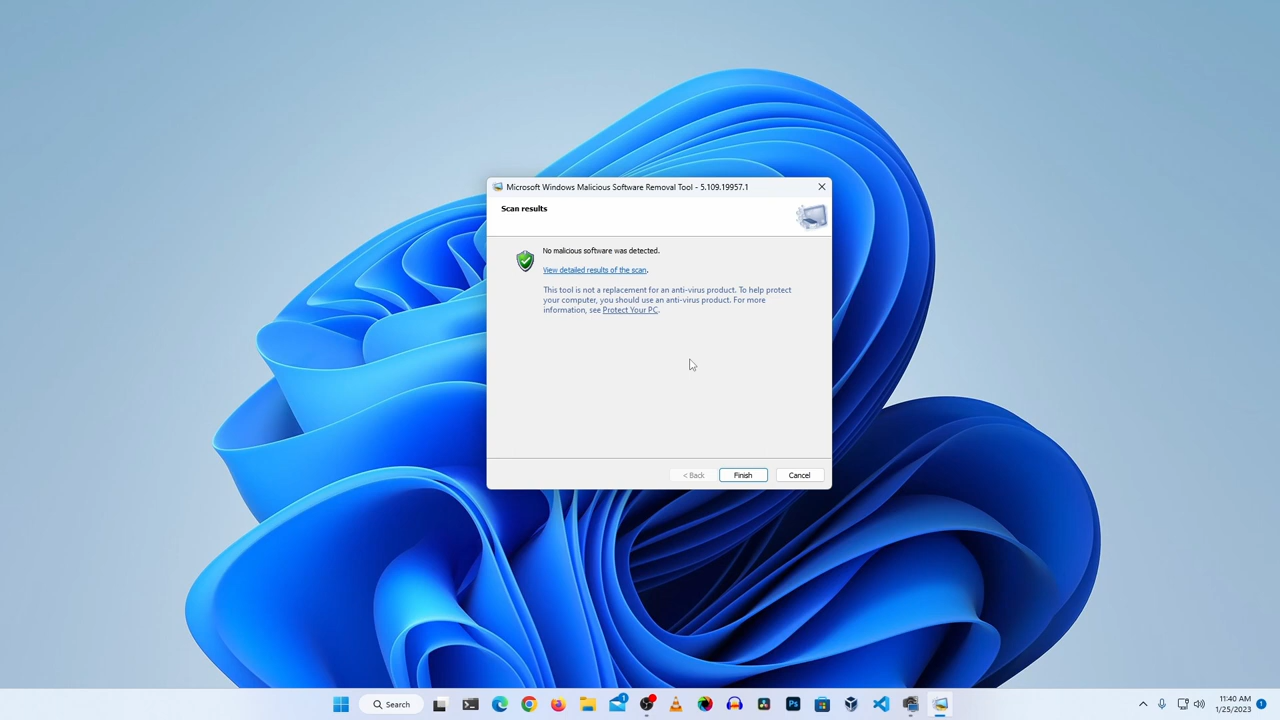 Microsoft Windows Malicious Software Removal Tool - 5.109.19957.1
Scan results
No malicious software was detected.
View detailed results of the scan.
This tool is not a replacement for an anti-virus product. To help protect
your computer, you should use an anti-virus product. For more
information, see Protect Your PC.
< Back
Finish
Cancel
Search
1
Ps
11:40 AM
1/25/2023
1